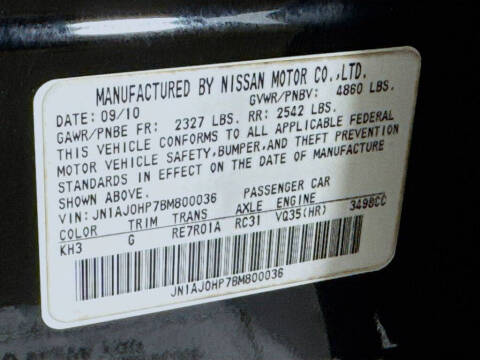 MANUFACTURED BY NISSAN MOTOR CO.,LTD.
DATE: 09/10 GVWR/PNBV: 4860 LBS.
GAWR/PNBE FR: 2327 LBS. RR: 2542 LBS.
THIS VEHICLE CONFORMS TO ALL APPLICABLE FEDERAL
MOTOR VEHICLE SAFETY, BUMPER, AND THEFT PREVENTION
STANDARDS IN EFFECT ON THE DATE OF MANUFACTURE
SHOWN ABOVE.
VIN: JN1AJ0HP7BM800036 PASSENGER CAR
COLOR TRIM TRANS AXLE ENGINE
KH3 G RE7R01A RC31 VQ35(HR) 3498CC
JN1AJ0HP7BM800036